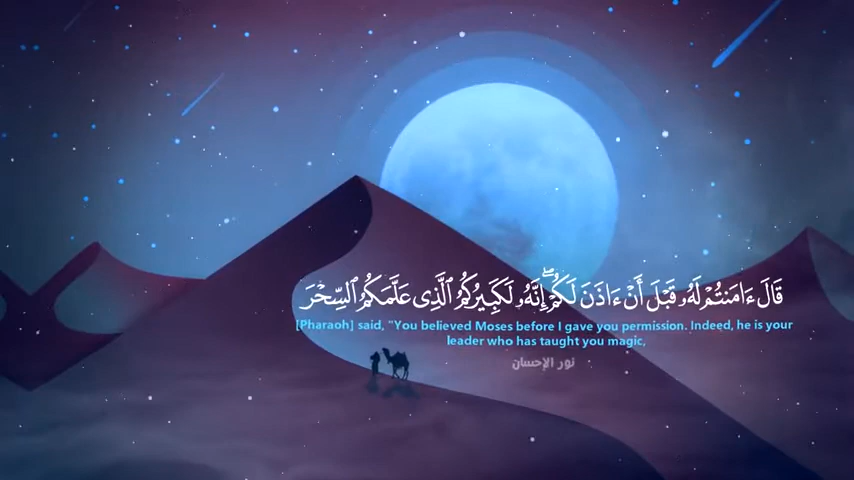 قَالَ ءَامَنتُمْ لَهُۥ قَبْلَ أَنْ ءَاذَنَ لَكُمْ ۖ إِنَّهُۥ لَكَبِيرُكُمُ ٱلَّذِى عَلَّمَكُمُ ٱلسِّحْرَ
[Pharaoh] said, "You believed Moses before I gave you permission. Indeed, he is your
leader who has taught you magic,
نور الإحسان